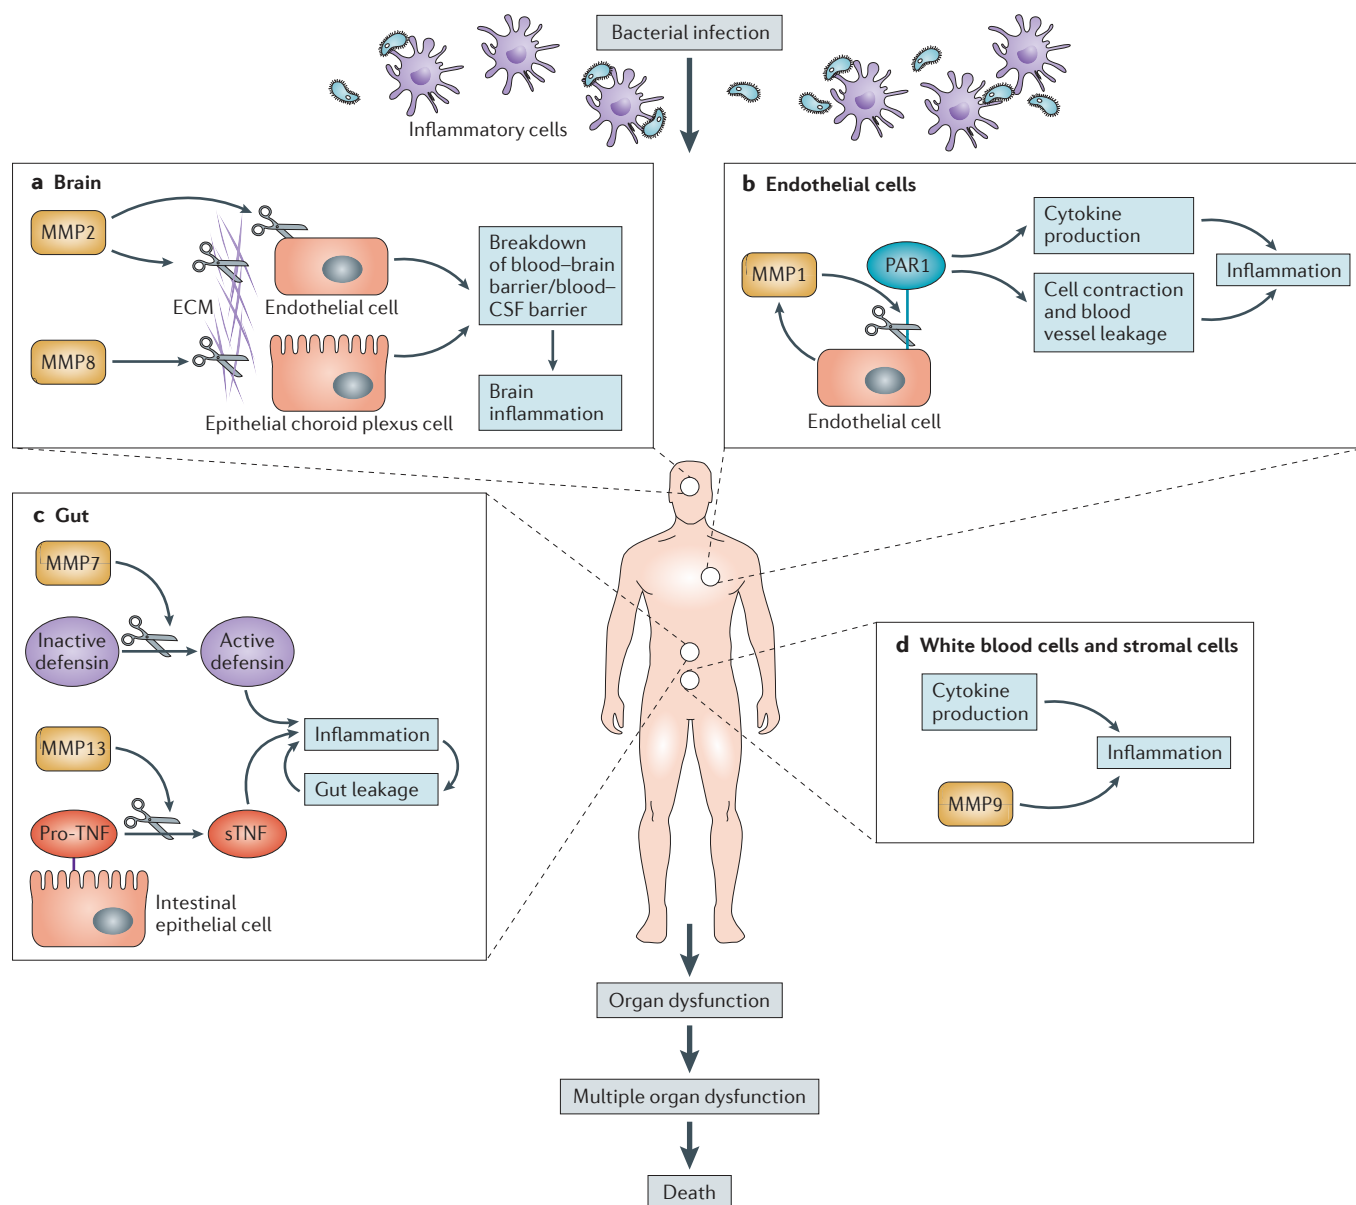 Bacterial infection
Inflammatory cells
a Brain
MMP2
ECM
Endothelial cell
MMP8
Epithelial choroid plexus cell
Breakdown
of blood–brain
barrier/blood–
CSF barrier
Brain
inflammation
b Endothelial cells
MMP1
PAR1
Endothelial cell
Cytokine
production
Cell contraction
and blood
vessel leakage
Inflammation
c Gut
MMP7
Inactive
defensin
Active
defensin
MMP13
Pro-TNF
sTNF
Inflammation
Gut leakage
Intestinal
epithelial cell
d White blood cells and stromal cells
Cytokine
production
MMP9
Inflammation
Organ dysfunction
Multiple organ dysfunction
Death